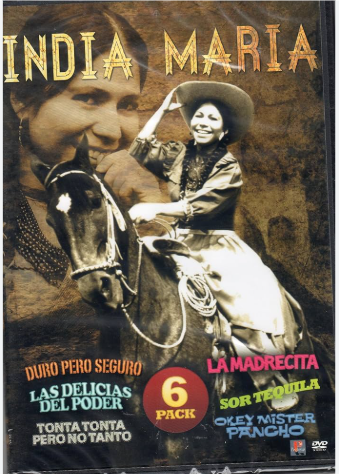 INDIA MARIA
DURO PERO SEGURO
LAS DELICIAS
DEL PODER
TONTA TONTA
PERO NO TANTO
6
PACK
LA MADRECITA
SOR TEQUILA
OKEY MISTER
PANCHO
DVD